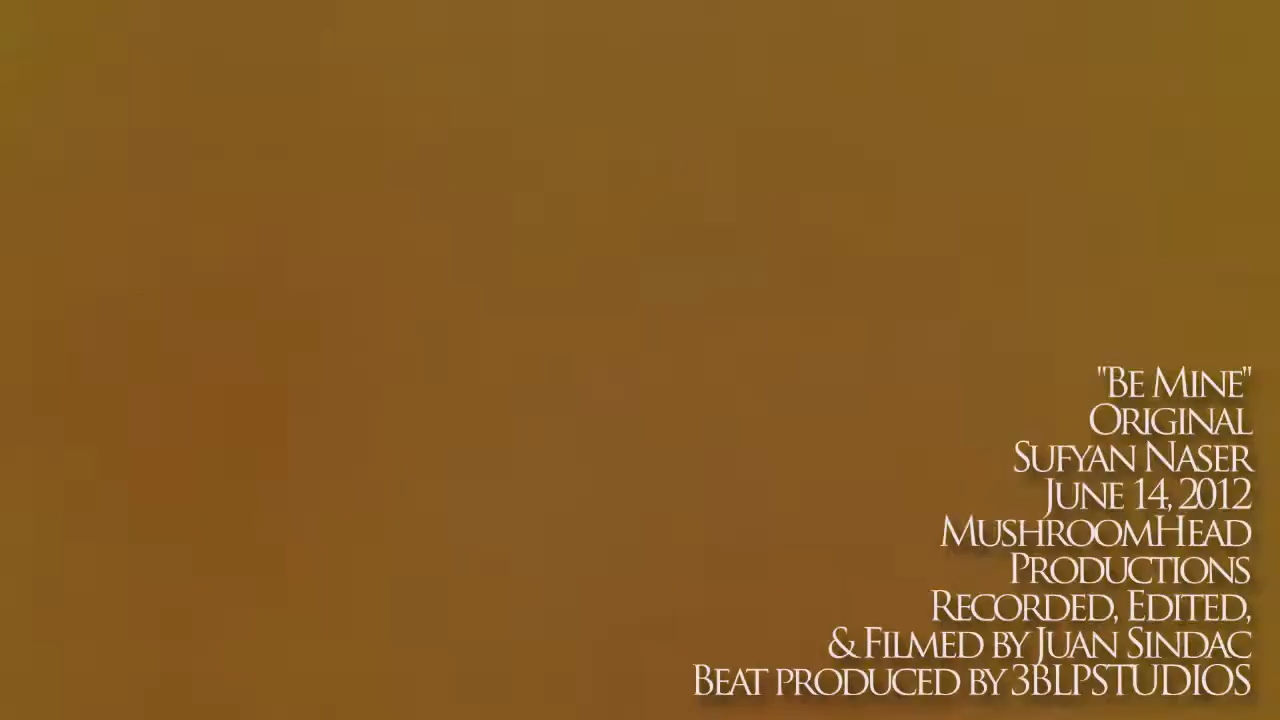 "Be Mine"
Original
Sufyan Naser
June 14, 2012
MushroomHead
Productions
Recorded, Edited,
& Filmed by Juan Sindac
Beat produced by 3BLPSTUDIOS